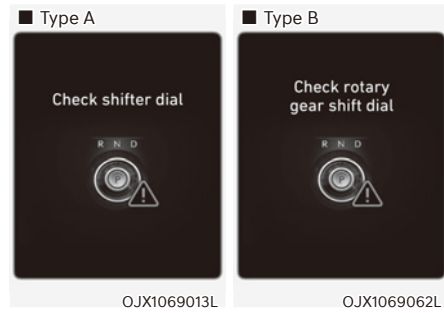 ■ Type A
Check shifter dial
R N D
P
OJX1069013L
■ Type B
Check rotary
gear shift dial
R N D
P
OJX1069062L